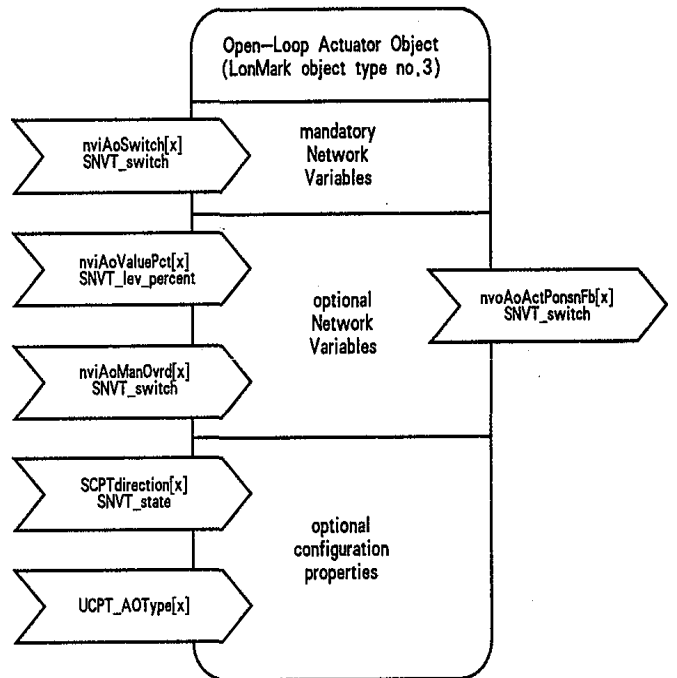 Open-Loop Actuator Object
(LonMark object type no.3)
nviAoSwitch[x]
SNVT_switch
mandatory
Network
Variables
nviAoValuePct[x]
SNVT_lev_percent
optional
Network
Variables
nvoAoActPonsnFb[x]
SNVT_switch
nviAoManOvrd[x]
SNVT_switch
SCPTdirection[x]
SNVT_state
optional
configuration
properties
UCPT_AOType[x]